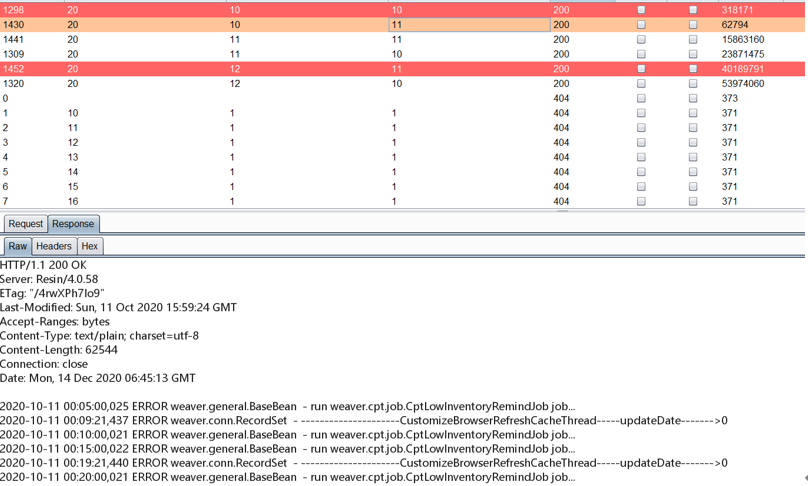 1298 20 10 10 200 318171
1430 20 10 11 200 62794
1441 20 11 11 200 15863160
1309 20 11 10 200 23871475
1452 20 12 11 200 40189791
1320 20 12 10 200 53974060
0 404 373
1 10 1 1 404 371
2 11 1 1 404 371
3 12 1 1 404 371
4 13 1 1 404 371
5 14 1 1 404 371
6 15 1 1 404 371
7 16 1 1 404 371
Request Response
Raw Headers Hex
HTTP/1.1 200 OK
Server: Resin/4.0.58
ETag: "/4rwXPh7Io9"
Last-Modified: Sun, 11 Oct 2020 15:59:24 GMT
Accept-Ranges: bytes
Content-Type: text/plain; charset=utf-8
Content-Length: 62544
Connection: close
Date: Mon, 14 Dec 2020 06:45:13 GMT
2020-10-11 00:05:00,025 ERROR weaver.general.BaseBean - run weaver.cpt.job.CptLowInventoryRemindJob job...
2020-10-11 00:09:21,437 ERROR weaver.conn.RecordSet - ----------------------CustomizeBrowserRefreshCacheThread-----updateDate------->0
2020-10-11 00:10:00,021 ERROR weaver.general.BaseBean - run weaver.cpt.job.CptLowInventoryRemindJob job...
2020-10-11 00:15:00,022 ERROR weaver.general.BaseBean - run weaver.cpt.job.CptLowInventoryRemindJob job...
2020-10-11 00:19:21,440 ERROR weaver.conn.RecordSet - ----------------------CustomizeBrowserRefreshCacheThread-----updateDate------->0
2020-10-11 00:20:00,021 ERROR weaver.general.BaseBean - run weaver.cpt.job.CptLowInventoryRemindJob job...